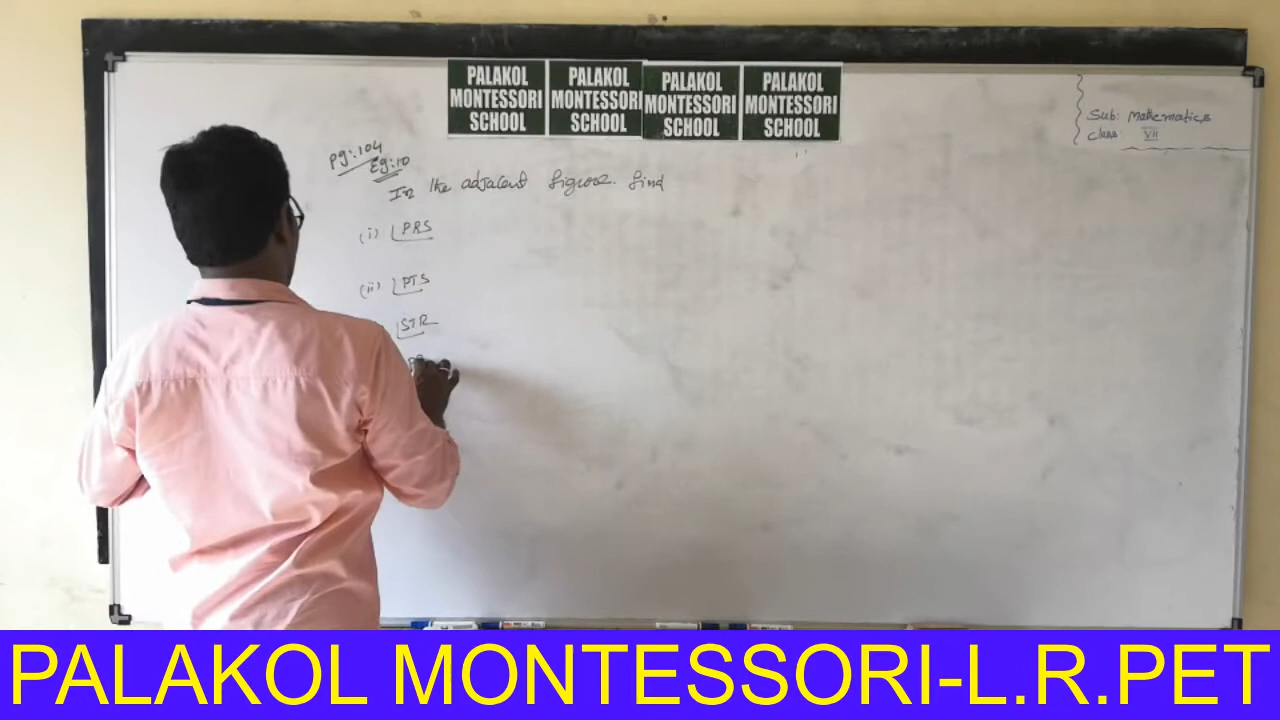 PALAKOL MONTESSORI SCHOOL
PALAKOL MONTESSORI SCHOOL
PALAKOL MONTESSORI SCHOOL
PALAKOL MONTESSORI SCHOOL
Sub: Mathematics
Class: VII
pg:104
Eg:10
In the adjacent figure. find
(i) ∠PRS
(ii) ∠PTS
∠STR
PALAKOL MONTESSORI-L.R.PET